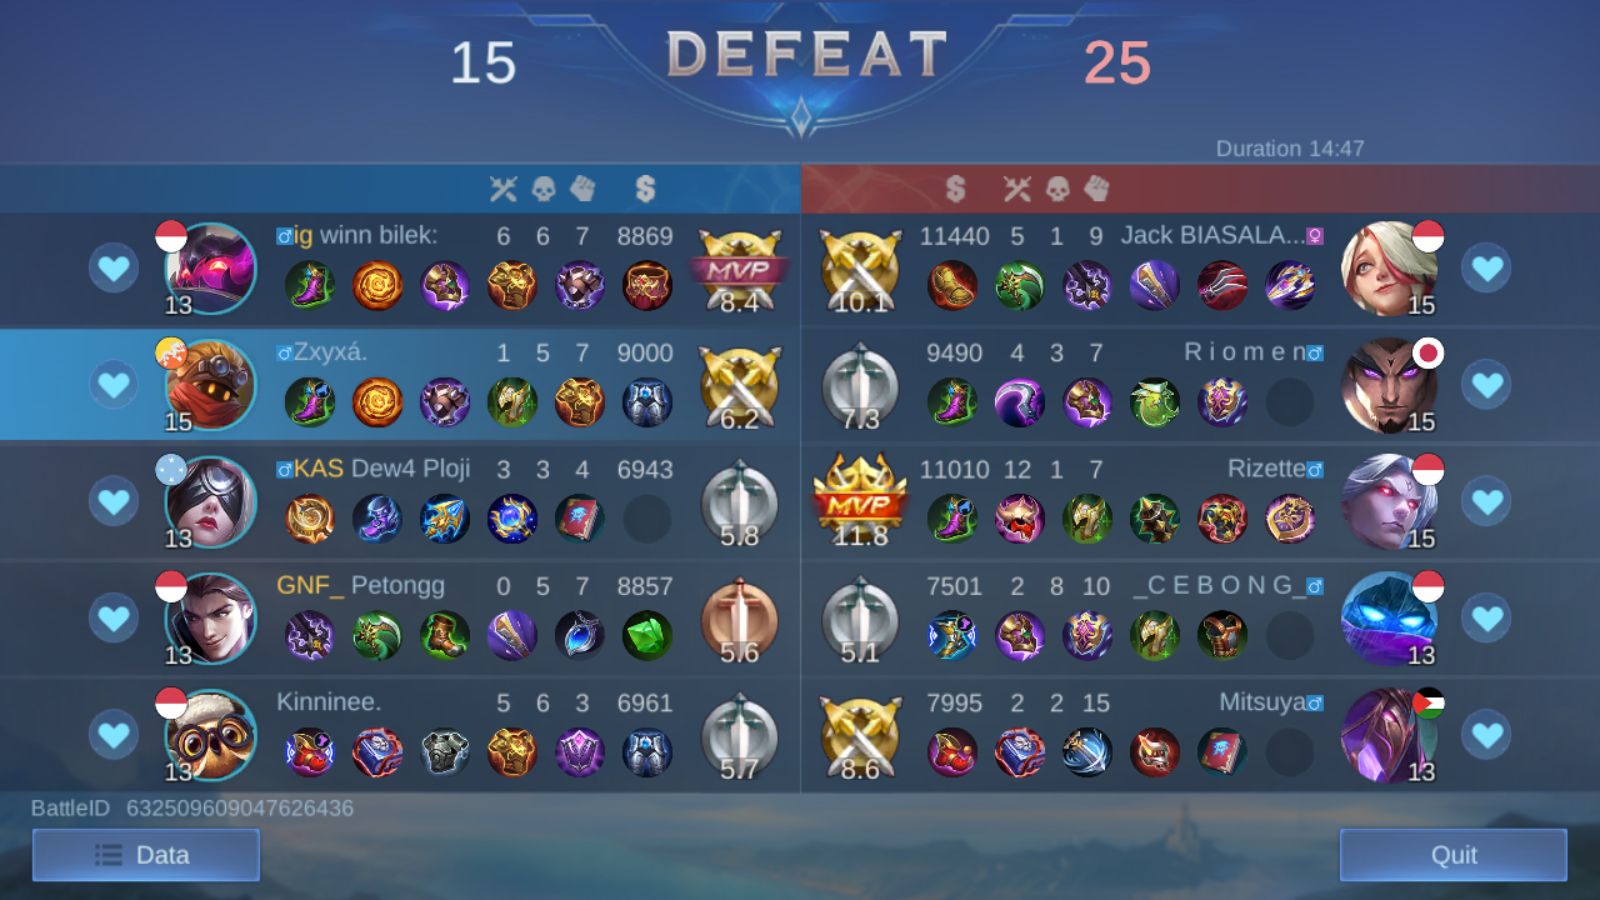 15 DEFEAT 25
Duration 14:47
ig winn bilek: 6 6 7 8869 MVP 8.4
13
10.1 11440 5 1 9 Jack BIASALA...
15
Zxyxá. 1 5 7 9000 6.2
15
7.3 9490 4 3 7 R i o m e n
15
KAS Dew4 Ploji 3 3 4 6943 5.8
13
MVP 11.8 11010 12 1 7 Rizette
15
GNF_ Petongg 0 5 7 8857 5.6
13
5.1 7501 2 8 10 _C E B O N G_
13
Kinninee. 5 6 3 6961 5.7
13
8.6 7995 2 2 15 Mitsuya
13
BattleID 632509609047626436
Data
Quit